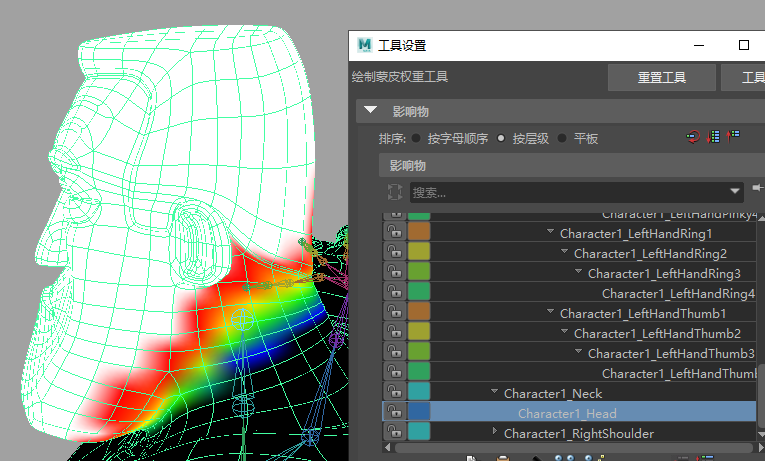 工具设置
绘制蒙皮权重工具
重置工具
工具
影响物
排序: 按字母顺序 按层级 平板
影响物
搜索...
Character1_LeftHandPinky4
Character1_LeftHandRing1
Character1_LeftHandRing2
Character1_LeftHandRing3
Character1_LeftHandRing4
Character1_LeftHandThumb1
Character1_LeftHandThumb2
Character1_LeftHandThumb3
Character1_LeftHandThum
Character1_Neck
Character1_Head
Character1_RightShoulder